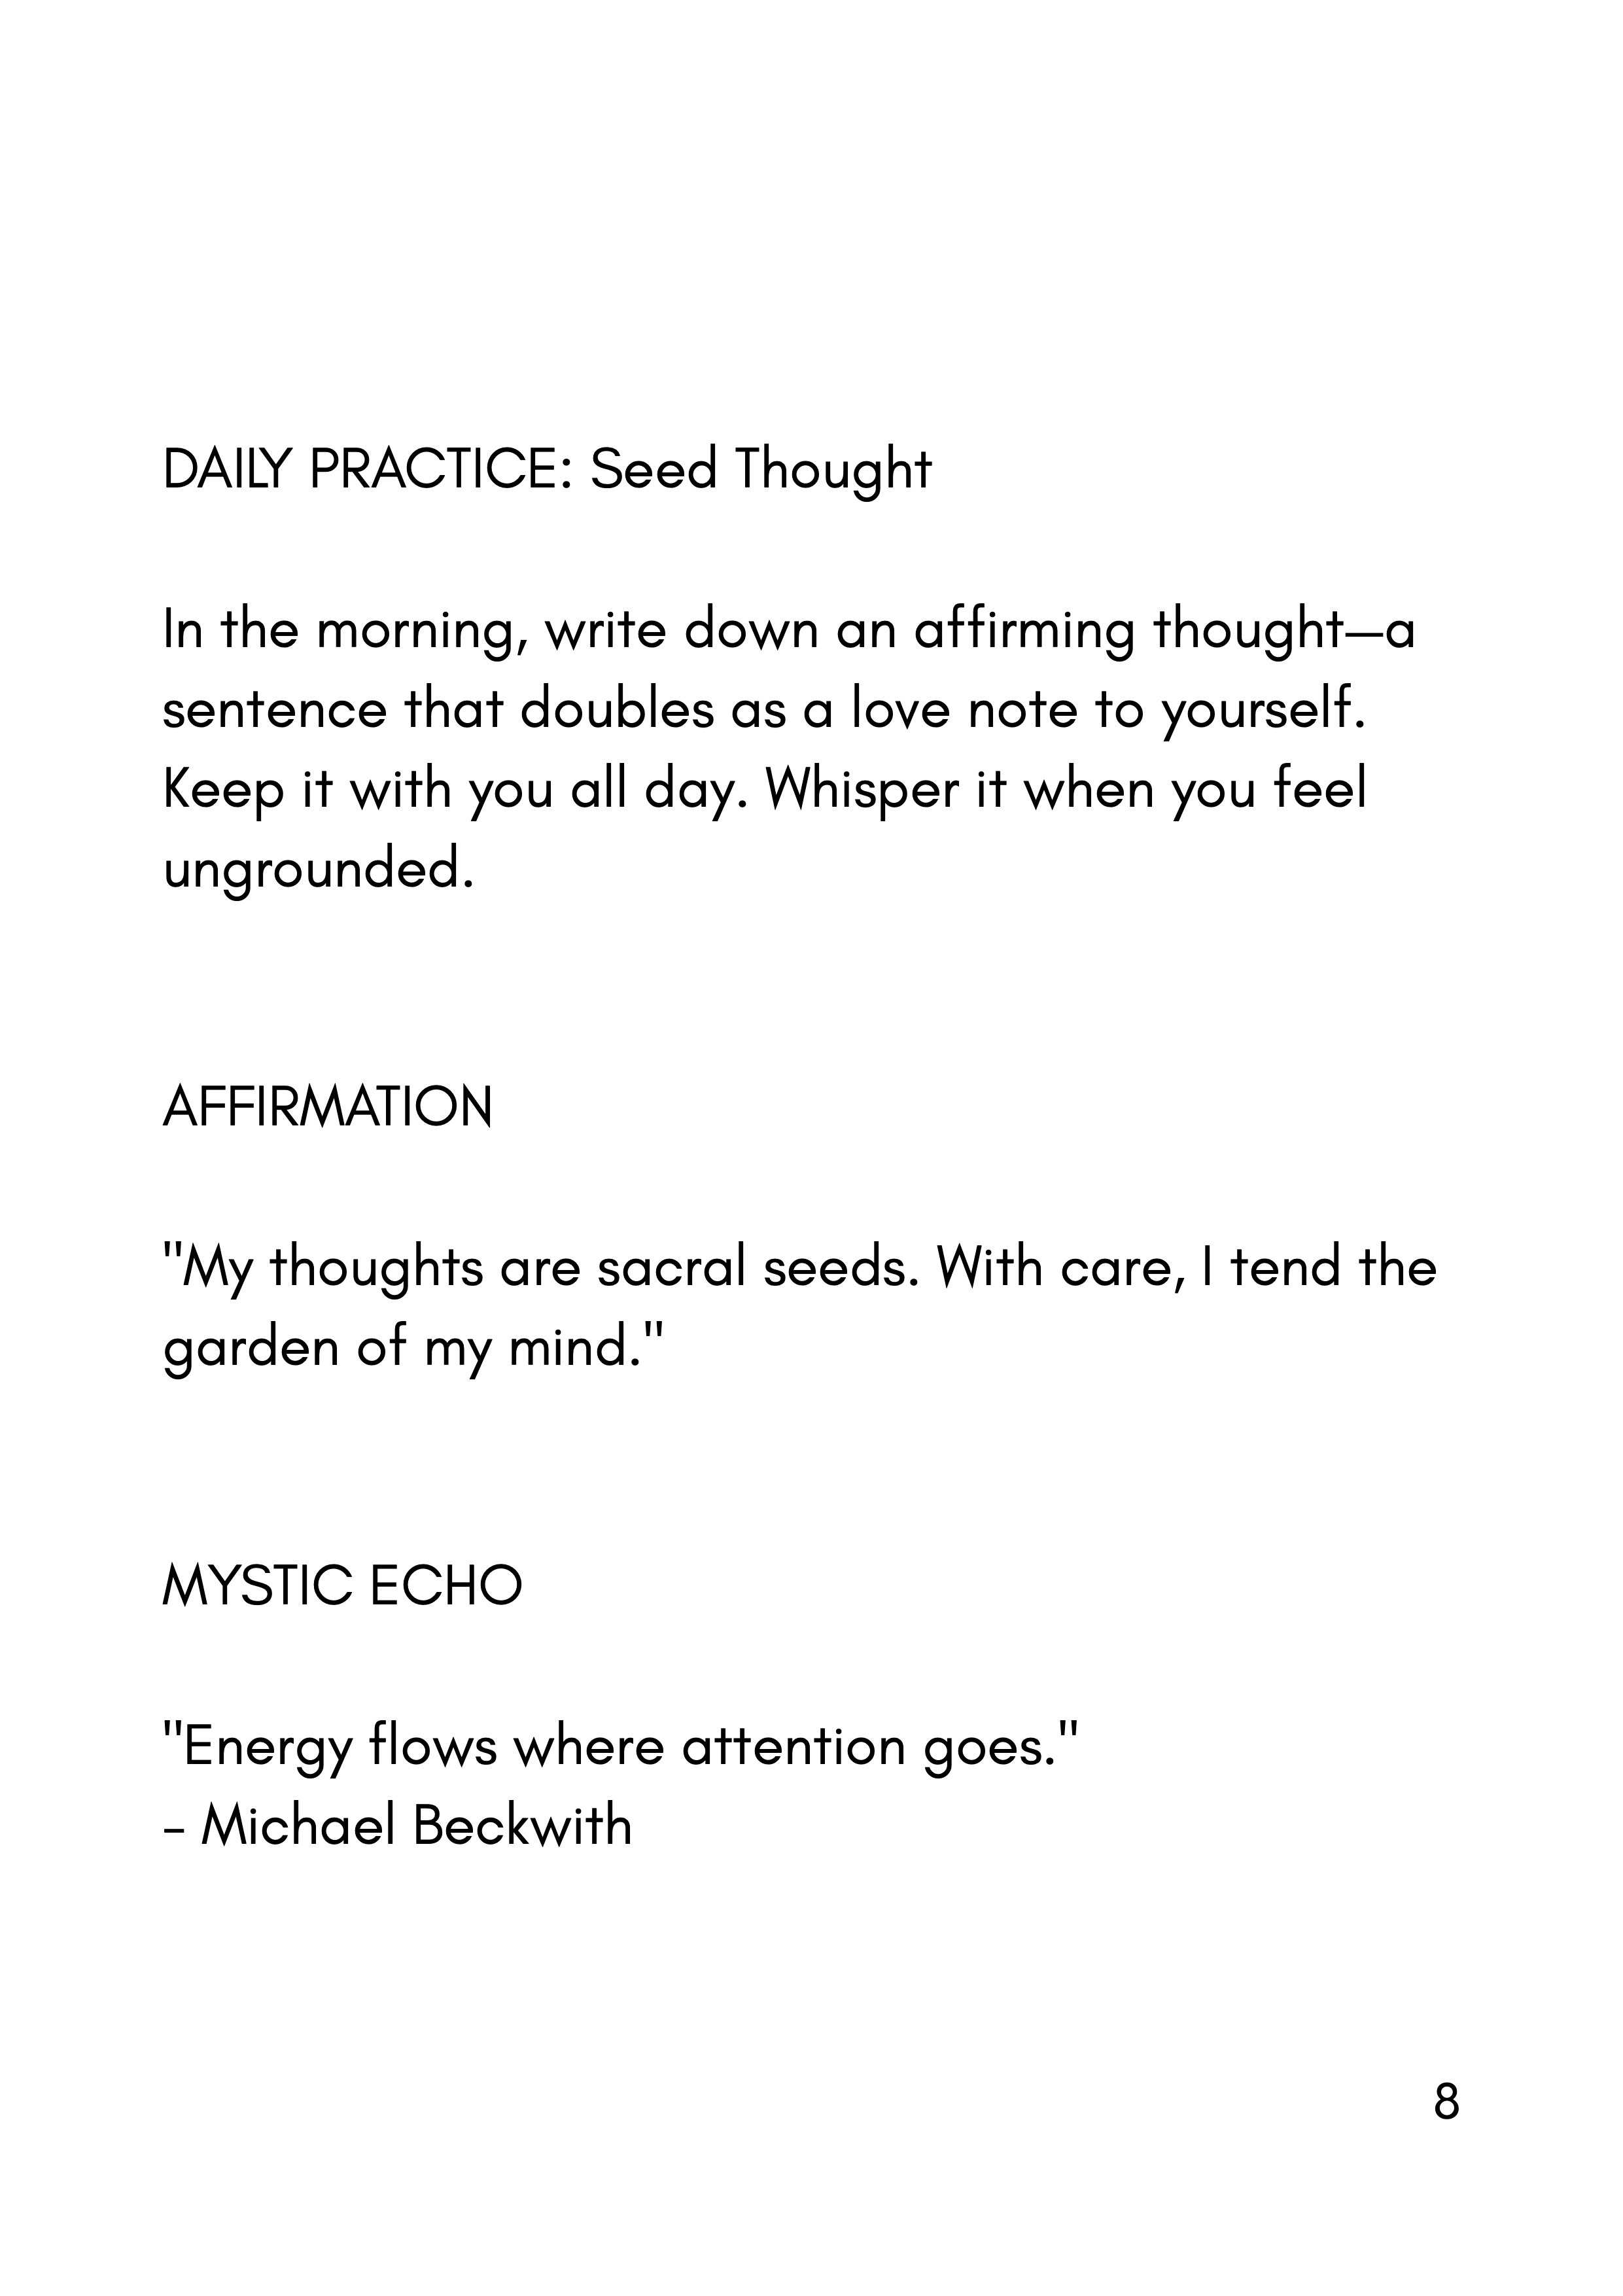 DAILY PRACTICE: Seed Thought
In the morning, write down an affirming thought—a
sentence that doubles as a love note to yourself.
Keep it with you all day. Whisper it when you feel
ungrounded.
AFFIRMATION
"My thoughts are sacral seeds. With care, I tend the
garden of my mind."
MYSTIC ECHO
"Energy flows where attention goes."
– Michael Beckwith
8